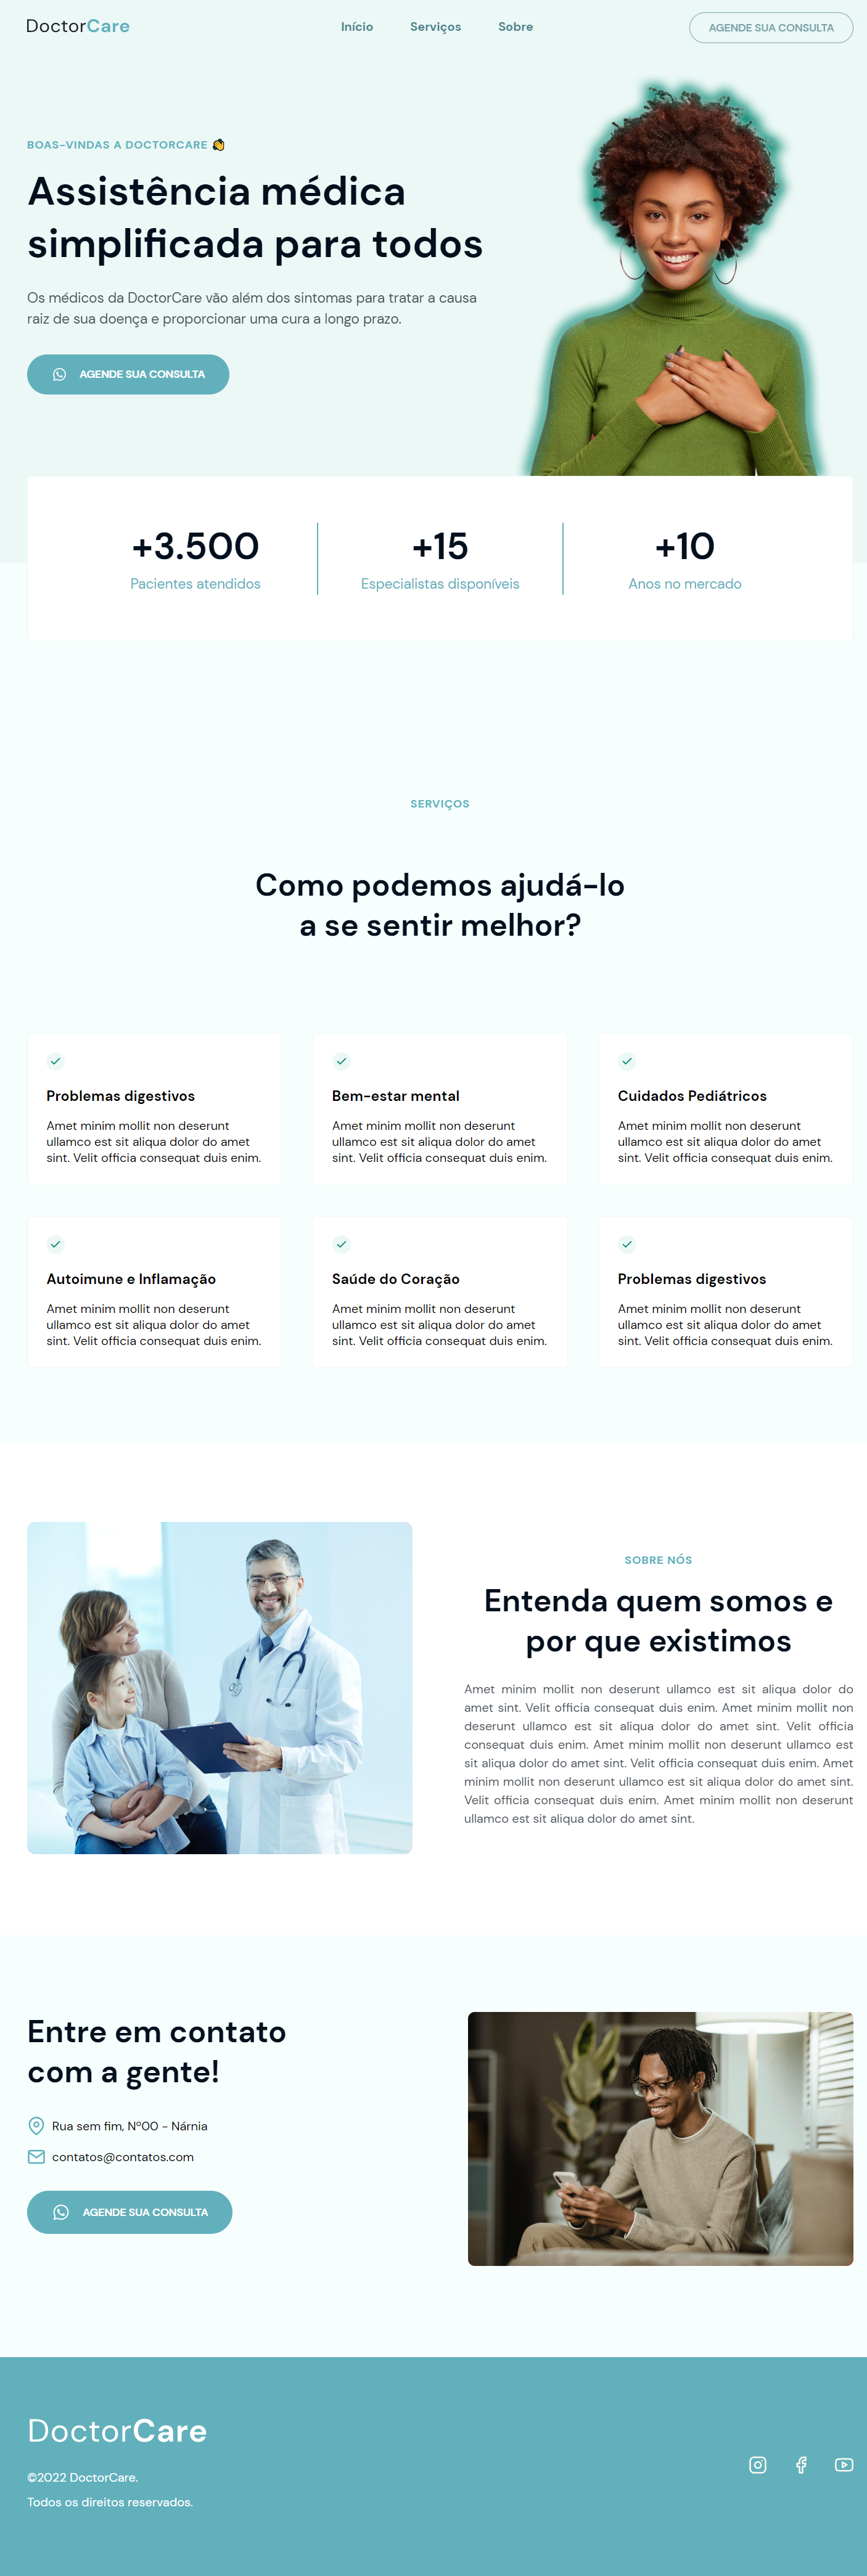 DoctorCare
Início Serviços Sobre
AGENDE SUA CONSULTA
BOAS-VINDAS A DOCTORCARE 👋
Assistência médica
simplificada para todos
Os médicos da DoctorCare vão além dos sintomas para tratar a causa
raiz de sua doença e proporcionar uma cura a longo prazo.
AGENDE SUA CONSULTA
+3.500
Pacientes atendidos
+15
Especialistas disponíveis
+10
Anos no mercado
SERVIÇOS
Como podemos ajudá-lo
a se sentir melhor?
Problemas digestivos
Amet minim mollit non deserunt
ullamco est sit aliqua dolor do amet
sint. Velit officia consequat duis enim.
Bem-estar mental
Amet minim mollit non deserunt
ullamco est sit aliqua dolor do amet
sint. Velit officia consequat duis enim.
Cuidados Pediátricos
Amet minim mollit non deserunt
ullamco est sit aliqua dolor do amet
sint. Velit officia consequat duis enim.
Autoimune e Inflamação
Amet minim mollit non deserunt
ullamco est sit aliqua dolor do amet
sint. Velit officia consequat duis enim.
Saúde do Coração
Amet minim mollit non deserunt
ullamco est sit aliqua dolor do amet
sint. Velit officia consequat duis enim.
Problemas digestivos
Amet minim mollit non deserunt
ullamco est sit aliqua dolor do amet
sint. Velit officia consequat duis enim.
SOBRE NÓS
Entenda quem somos e
por que existimos
Amet minim mollit non deserunt ullamco est sit aliqua dolor do
amet sint. Velit officia consequat duis enim. Amet minim mollit non
deserunt ullamco est sit aliqua dolor do amet sint. Velit officia
consequat duis enim. Amet minim mollit non deserunt ullamco est
sit aliqua dolor do amet sint. Velit officia consequat duis enim. Amet
minim mollit non deserunt ullamco est sit aliqua dolor do amet sint.
Velit officia consequat duis enim. Amet minim mollit non deserunt
ullamco est sit aliqua dolor do amet sint.
Entre em contato
com a gente!
Rua sem fim, Nº00 - Nárnia
contatos@contatos.com
AGENDE SUA CONSULTA
DoctorCare
©2022 DoctorCare.
Todos os direitos reservados.